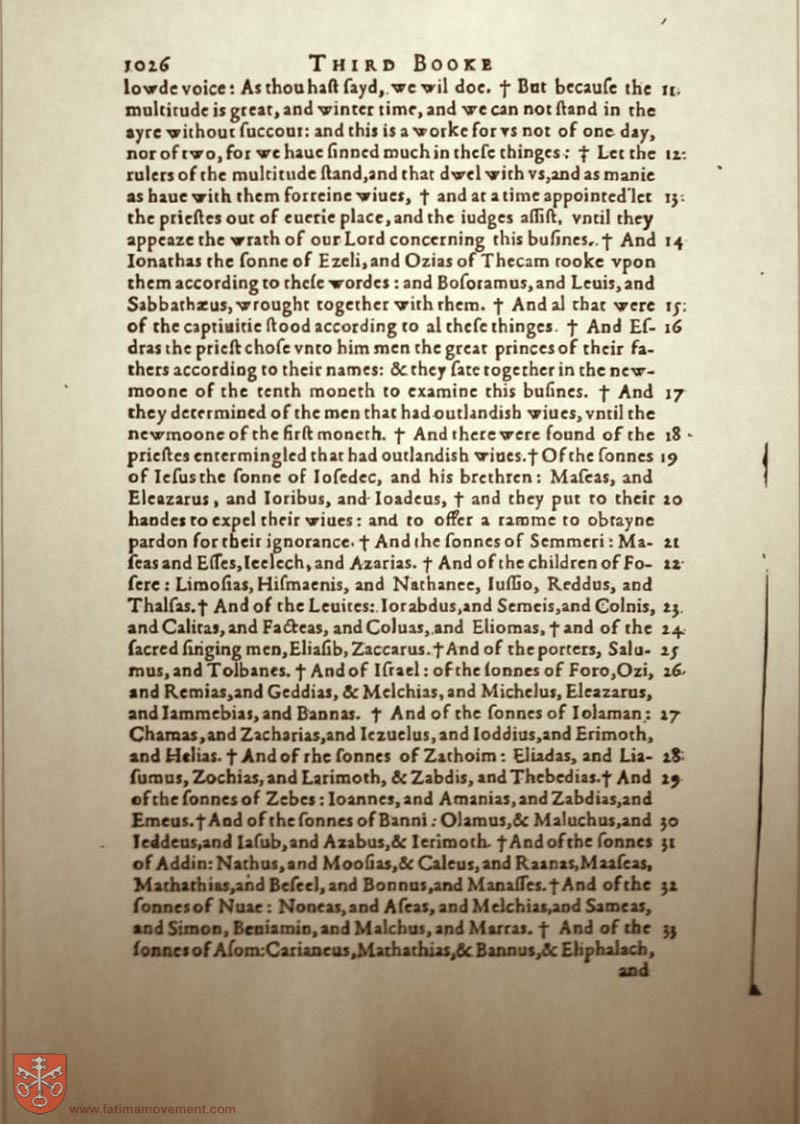 1026 THIRD BOOKE
lowde voice: As thou haſt ſayd, we wil doe. † But becauſe the 11.
multitude is great, and winter time, and we can not ſtand in the
ayre without ſuccour: and this is a worke for vs not of one day,
nor of two, for we haue ſinned much in theſe thinges: † Let the 12.
rulers of the multitude ſtand, and that dwel with vs, and as manie
as haue with them forreine wiues, † and at a time appointed let 13.
the prieſtes out of euerie place, and the iudges aſſiſt, vntil they
appeaze the wrath of our Lord concerning this buſines. † And 14
Ionathas the ſonne of Ezeli, and Ozias of Thecam tooke vpon
them according to theſe wordes: and Boſoramus, and Leuis, and
Sabbathæus, wrought together with them. † And al that were 15.
of the captiuitie ſtood according to al theſe thinges. † And Eſ- 16
dras the prieſt choſe vnto him men the great princes of their fa-
thers according to their names: & they ſate together in the new-
moone of the tenth moneth to examine this buſines. † And 17
they determined of the men that had outlandish wiues, vntil the
newmoone of the firſt moneth. † And there were found of the 18
prieſtes entermingled that had outlandish wiues. † Of the ſonnes 19
of Ieſus the ſonne of Ioſedec, and his brethren: Maſeas, and
Eleazarus, and Ioribus, and Ioadeus, † and they put to their 20
handes to expel their wiues: and to offer a ramme to obtayne
pardon for their ignorance. † And the ſonnes of Semmeri: Ma- 21
ſeas and Eſſes, Ieelech, and Azarias. † And of the children of Fo- 22
ſere: Limoſias, Hiſmaenis, and Nathanee, Iuſſio, Reddus, and
Thalſas. † And of the Leuites: Iorabdus, and Semeis, and Colnis, 23.
and Calitas, and Facteas, and Coluas, and Eliomas, † and of the 24.
ſacred ſinging men, Eliaſib, Zaccarus. † And of the porters, Salu- 25
mus, and Tolbanes. † And of Iſrael: of the ſonnes of Foro, Ozi, 26.
and Remias, and Geddias, & Melchias, and Michelus, Eleazarus,
and Iammebias, and Bannas. † And of the ſonnes of Iolaman: 27
Chamas, and Zacharias, and Iezuelus, and Ioddius, and Erimoth,
and Helias. † And of the ſonnes of Zathoim: Eliadas, and Lia- 28.
ſumus, Zochias, and Larimoth, & Zabdis, and Thebedias. † And 29.
of the ſonnes of Zebes: Ioannes, and Amanias, and Zabdias, and
Emeus. † And of the ſonnes of Banni: Olamus, & Maluchus, and 30
Ieddeus, and Iaſub, and Azabus, & Ierimoth. † And of the ſonnes 31
of Addin: Nathus, and Mooſias, & Caleus, and Raanas, Maaſeas,
Mathathias, and Beſeel, and Bonnus, and Manaſſes. † And of the 32
ſonnes of Nuae: Noneas, and Aſeas, and Melchias, and Sameas,
and Simon, Beniamin, and Malchus, and Marras. † And of the 33
ſonnes of Aſom: Carianeus, Mathathias, & Bannus, & Eliphalach,
and
www.fatimamovement.com